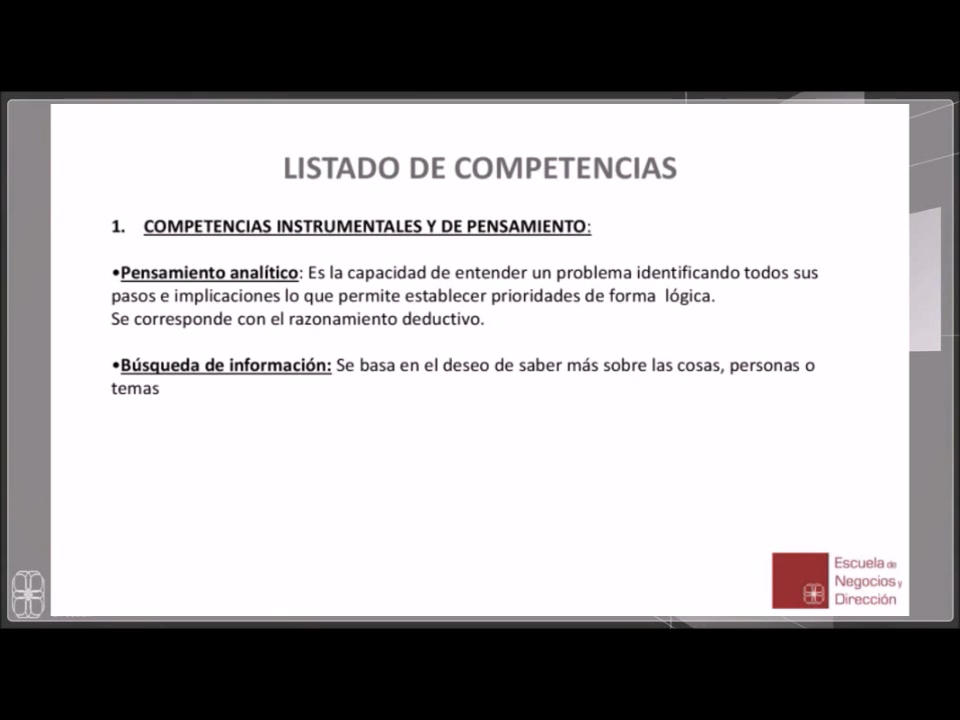 LISTADO DE COMPETENCIAS
1. COMPETENCIAS INSTRUMENTALES Y DE PENSAMIENTO:
•Pensamiento analítico: Es la capacidad de entender un problema identificando todos sus
pasos e implicaciones lo que permite establecer prioridades de forma lógica.
Se corresponde con el razonamiento deductivo.
•Búsqueda de información: Se basa en el deseo de saber más sobre las cosas, personas o
temas
Escuela de
Negocios y
Dirección